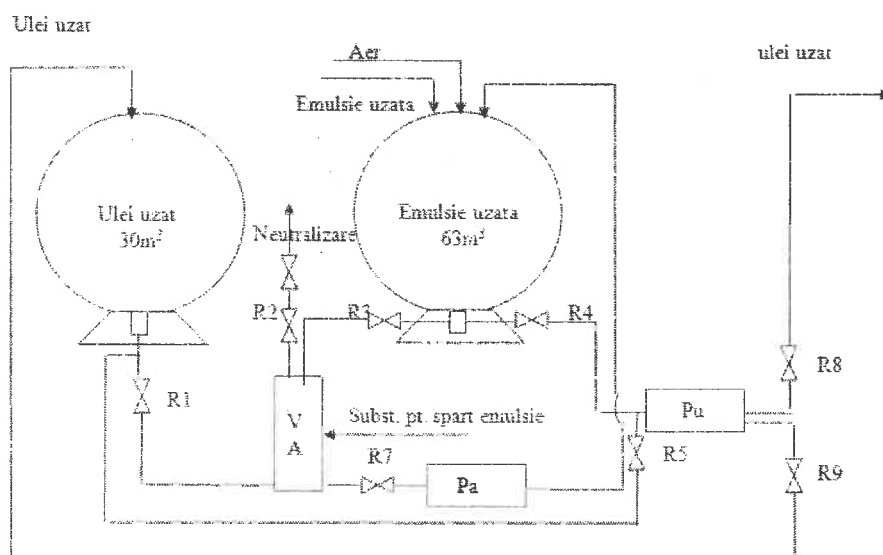 Ulei uzat
Aer
ulei uzat
Emulsie uzata
Ulei uzat
30m³
Neutralizare
Emulsie uzata
63m³
R2
R3
R4
R1
V
A
Subst. pt. spart emulsie
R7
Pa
Pu
R5
R8
R9